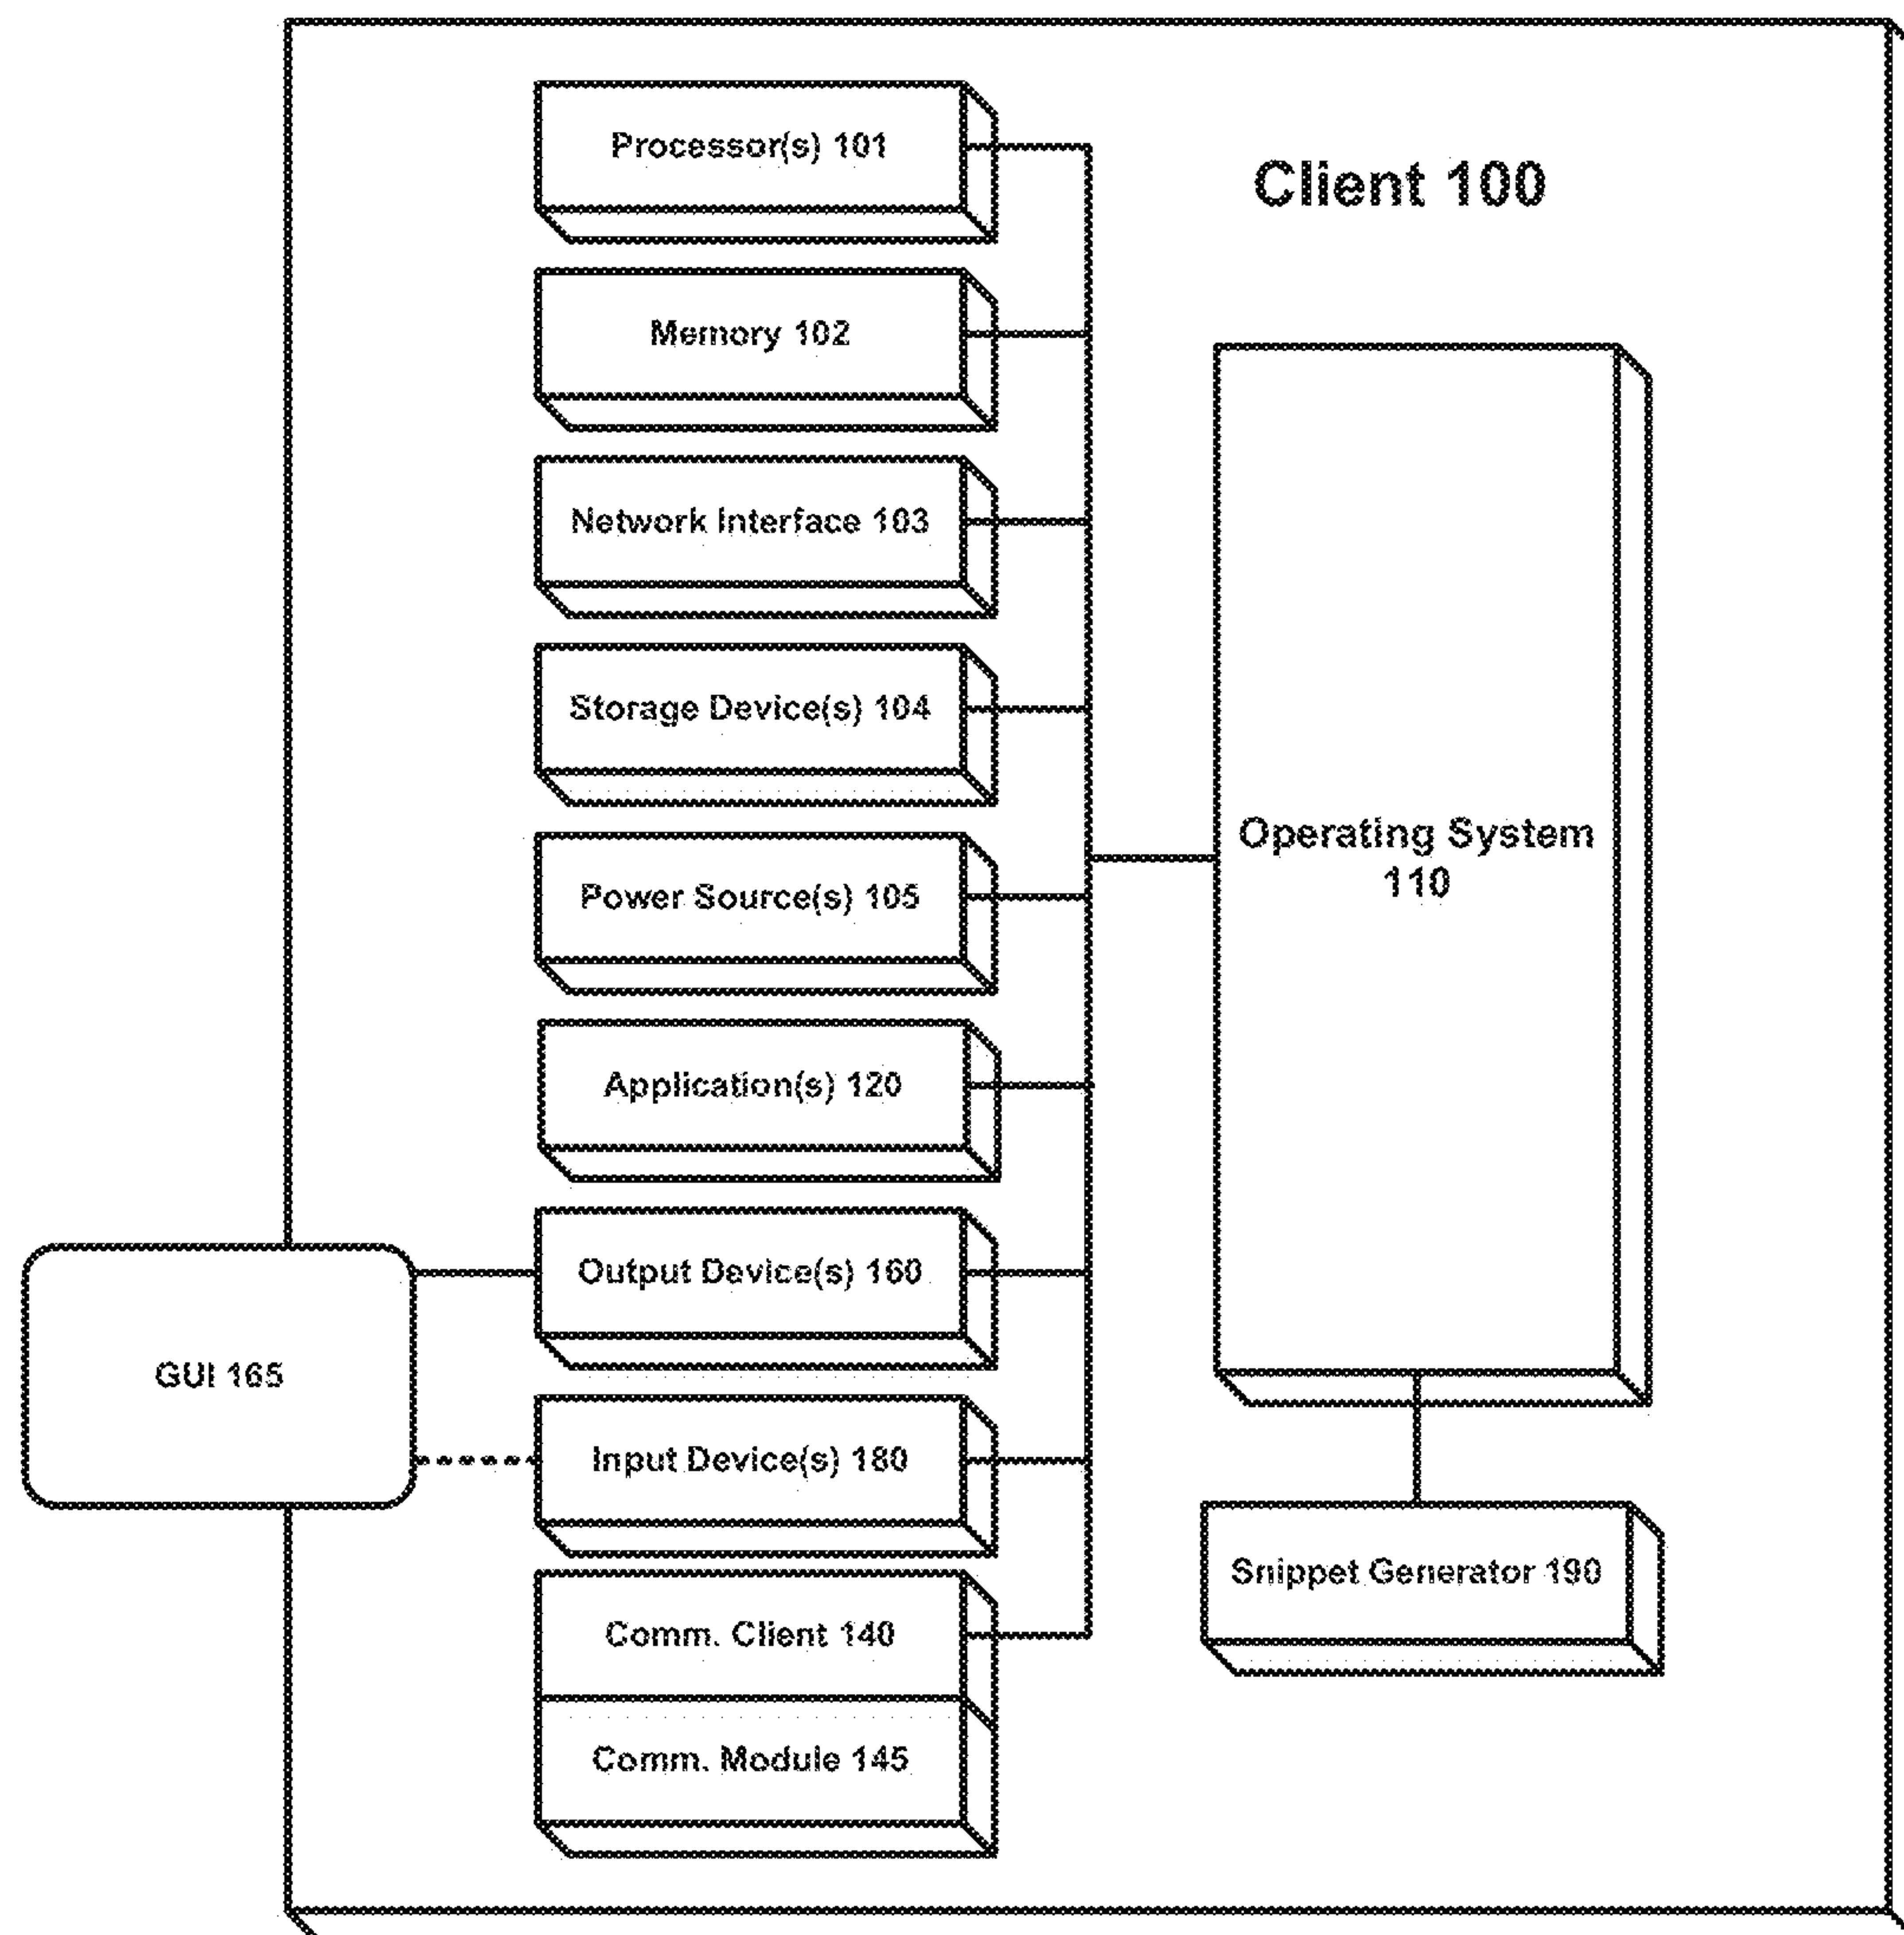 Client 100
Processor(s) 101
Memory 102
Network Interface 103
Storage Device(s) 104
Power Source(s) 105
Application(s) 120
Output Device(s) 160
Input Device(s) 180
Comm. Client 140
Comm. Module 145
GUI 165
Operating System
110
Snippet Generator 190